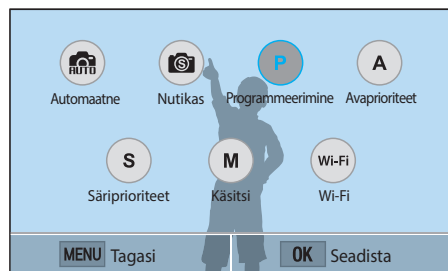 AUTO
S
P
A
Automaatne
Nutikas
Programmeerimine
Avaprioriteet
S
M
Wi-Fi
Säriprioriteet
Käsitsi
Wi-Fi
MENU Tagasi
OK Seadista